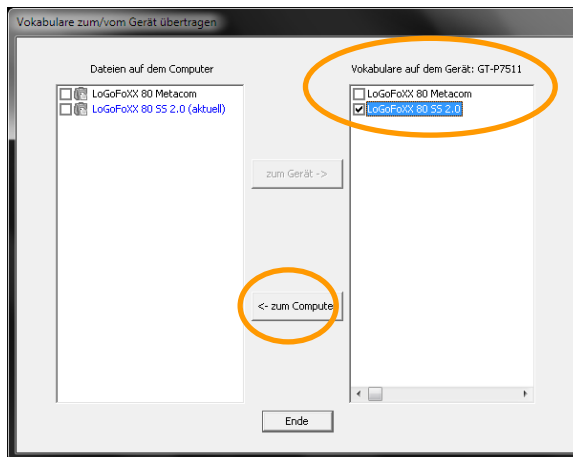 Vokabulare zum/vom Gerät übertragen
Dateien auf dem Computer
LoGoFoXX 80 Metacom
LoGoFoXX 80 SS 2.0 (aktuell)
zum Gerät ->
<- zum Compute
Vokabulare auf dem Gerät: GT-P7511
LoGoFoXX 80 Metacom
LoGoFoXX 80 SS 2.0
Ende